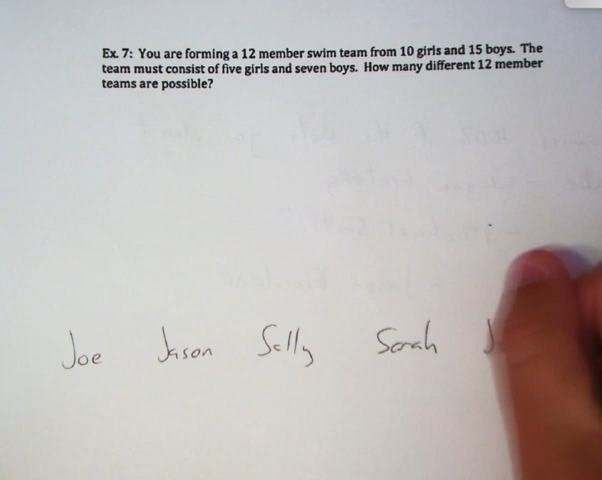 Ex. 7: You are forming a 12 member swim team from 10 girls and 15 boys. The
team must consist of five girls and seven boys. How many different 12 member
teams are possible?
Joe Jason Sally Sarah